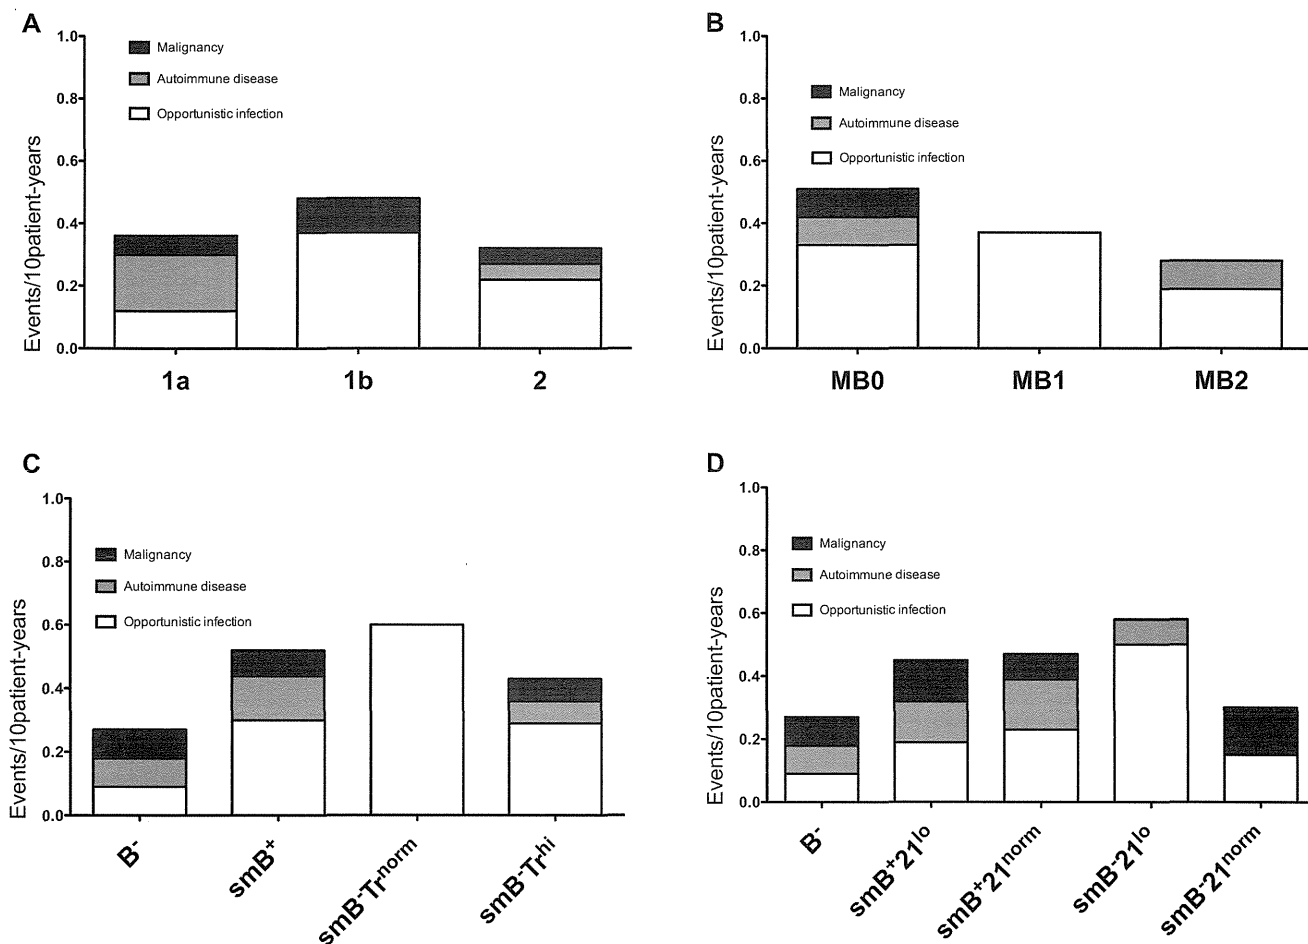 A
Events/10patient-years
1.0
0.8
0.6
0.4
0.2
0.0
Malignancy
Autoimmune disease
Opportunistic infection
1a
1b
2
B
Events/10patient-years
1.0
0.8
0.6
0.4
0.2
0.0
Malignancy
Autoimmune disease
Opportunistic infection
MB0
MB1
MB2
C
Events/10patient-years
1.0
0.8
0.6
0.4
0.2
0.0
Malignancy
Autoimmune disease
Opportunistic infection
B⁻
smB⁺
smB⁻Trⁿᵒʳᵐ
smB⁻Trʰⁱ
D
Events/10patient-years
1.0
0.8
0.6
0.4
0.2
0.0
Malignancy
Autoimmune disease
Opportunistic infection
B⁻
smB⁺21ˡᵒ
smB⁺21ⁿᵒʳᵐ
smB⁻21ˡᵒ
smB⁻21ⁿᵒʳᵐ